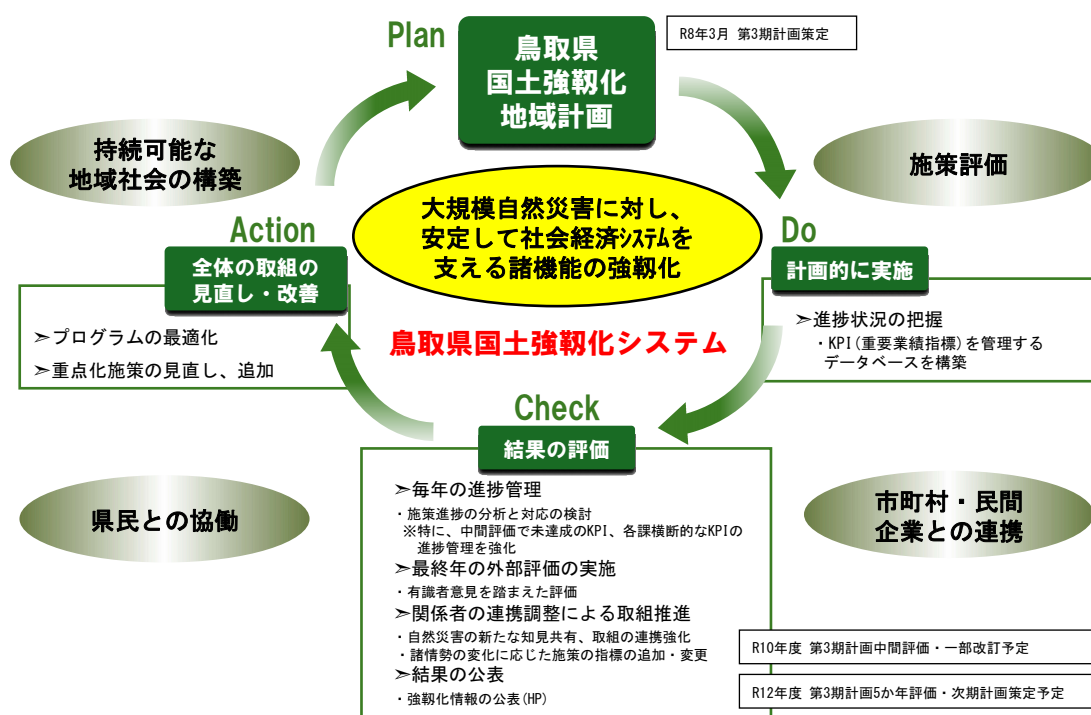 Plan
鳥取県
国土強靱化
地域計画
R8年3月 第3期計画策定
持続可能な
地域社会の構築
施策評価
大規模自然災害に対し、
安定して社会経済ｼｽﾃﾑを
支える諸機能の強靱化
Action
全体の取組の
見直し・改善
➣プログラムの最適化
➣重点化施策の見直し、追加
Do
計画的に実施
➣進捗状況の把握
・KPI(重要業績指標)を管理する
データベースを構築
鳥取県国土強靱化システム
Check
結果の評価
➣毎年の進捗管理
・施策進捗の分析と対応の検討
※特に、中間評価で未達成のKPI、各課横断的なKPIの
進捗管理を強化
➣最終年の外部評価の実施
・有識者意見を踏まえた評価
➣関係者の連携調整による取組推進
・自然災害の新たな知見共有、取組の連携強化
・諸情勢の変化に応じた施策の指標の追加・変更
➣結果の公表
・強靱化情報の公表(HP)
県民との協働
市町村・民間
企業との連携
R10年度 第3期計画中間評価・一部改訂予定
R12年度 第3期計画5か年評価・次期計画策定予定